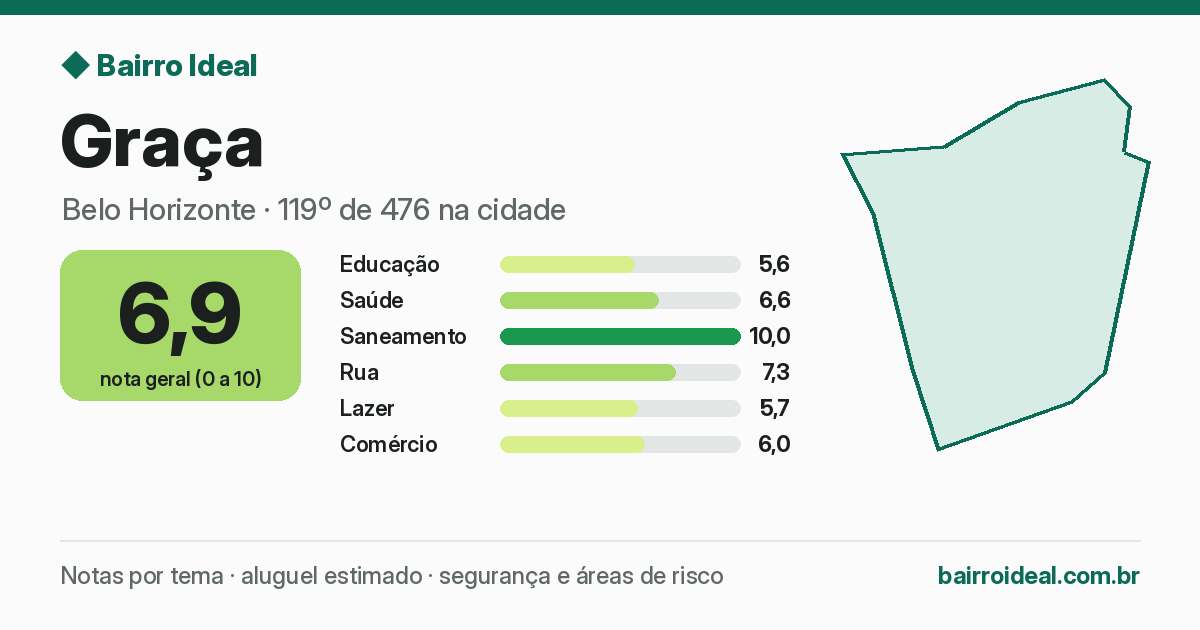 Bairro Ideal
Graça
Belo Horizonte · 119º de 476 na cidade
6,9
nota geral (0 a 10)
Educação 5,6
Saúde 6,6
Saneamento 10,0
Rua 7,3
Lazer 5,7
Comércio 6,0
Notas por tema · aluguel estimado · segurança e áreas de risco
bairroideal.com.br